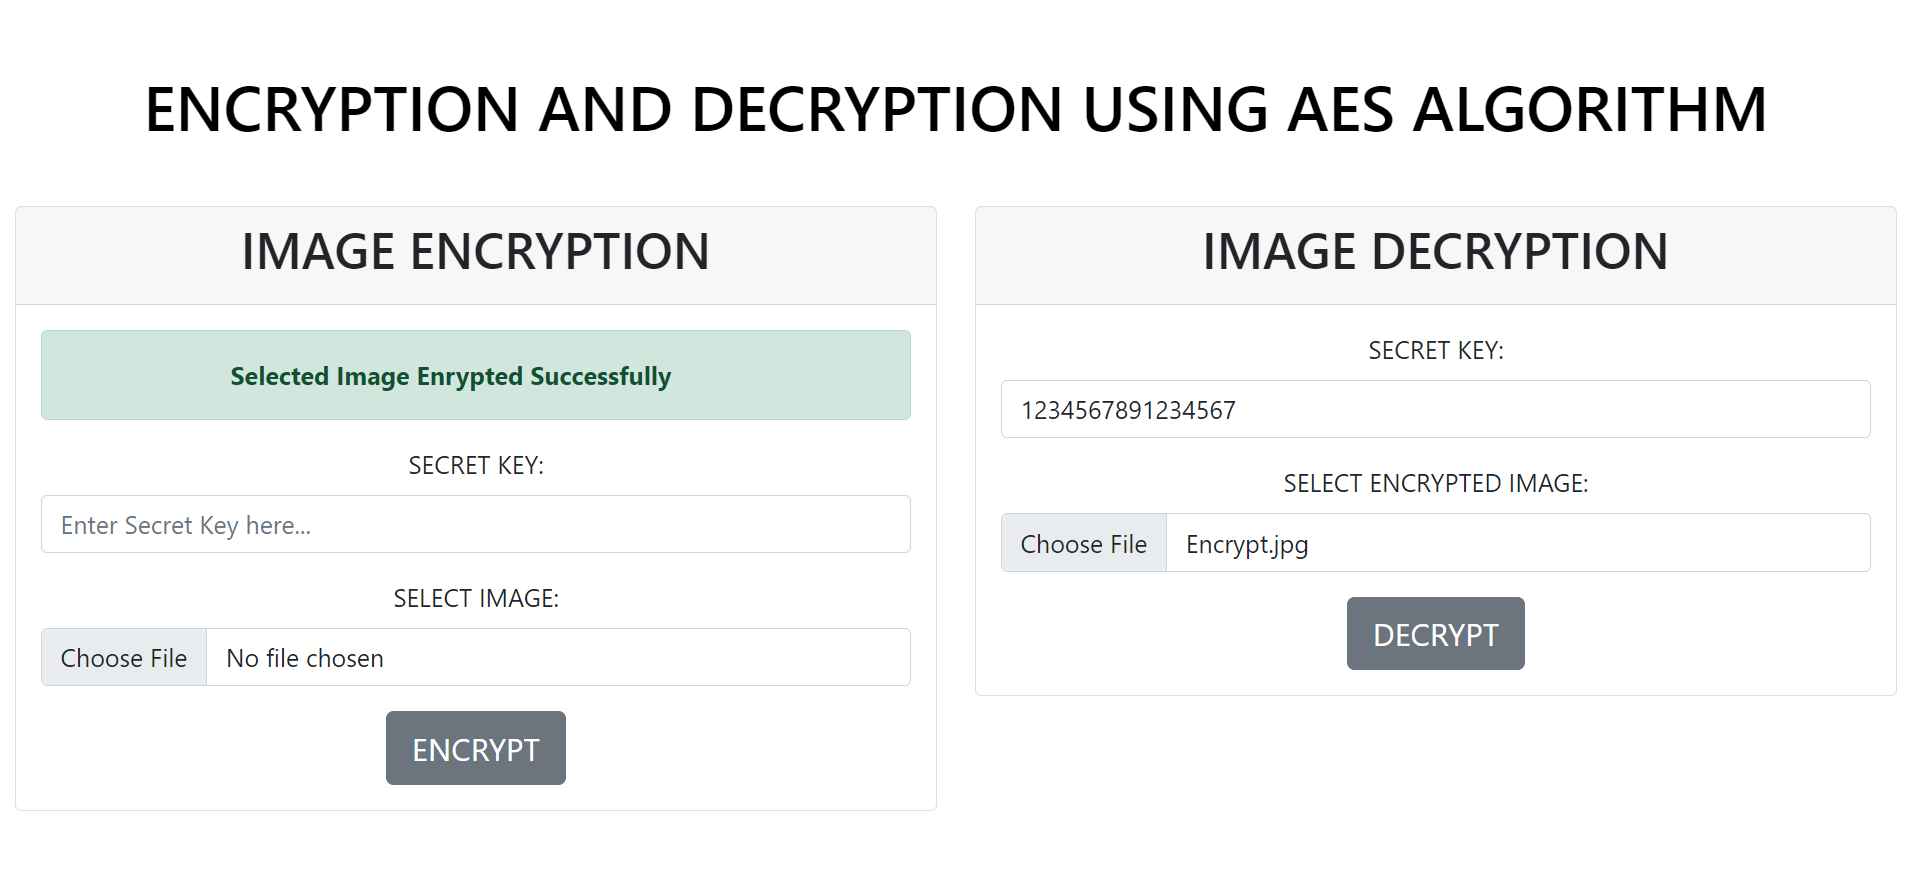 ENCRYPTION AND DECRYPTION USING AES ALGORITHM
IMAGE ENCRYPTION
Selected Image Enrypted Successfully
SECRET KEY:
Enter Secret Key here...
SELECT IMAGE:
Choose File No file chosen
ENCRYPT
IMAGE DECRYPTION
SECRET KEY:
1234567891234567
SELECT ENCRYPTED IMAGE:
Choose File Encrypt.jpg
DECRYPT